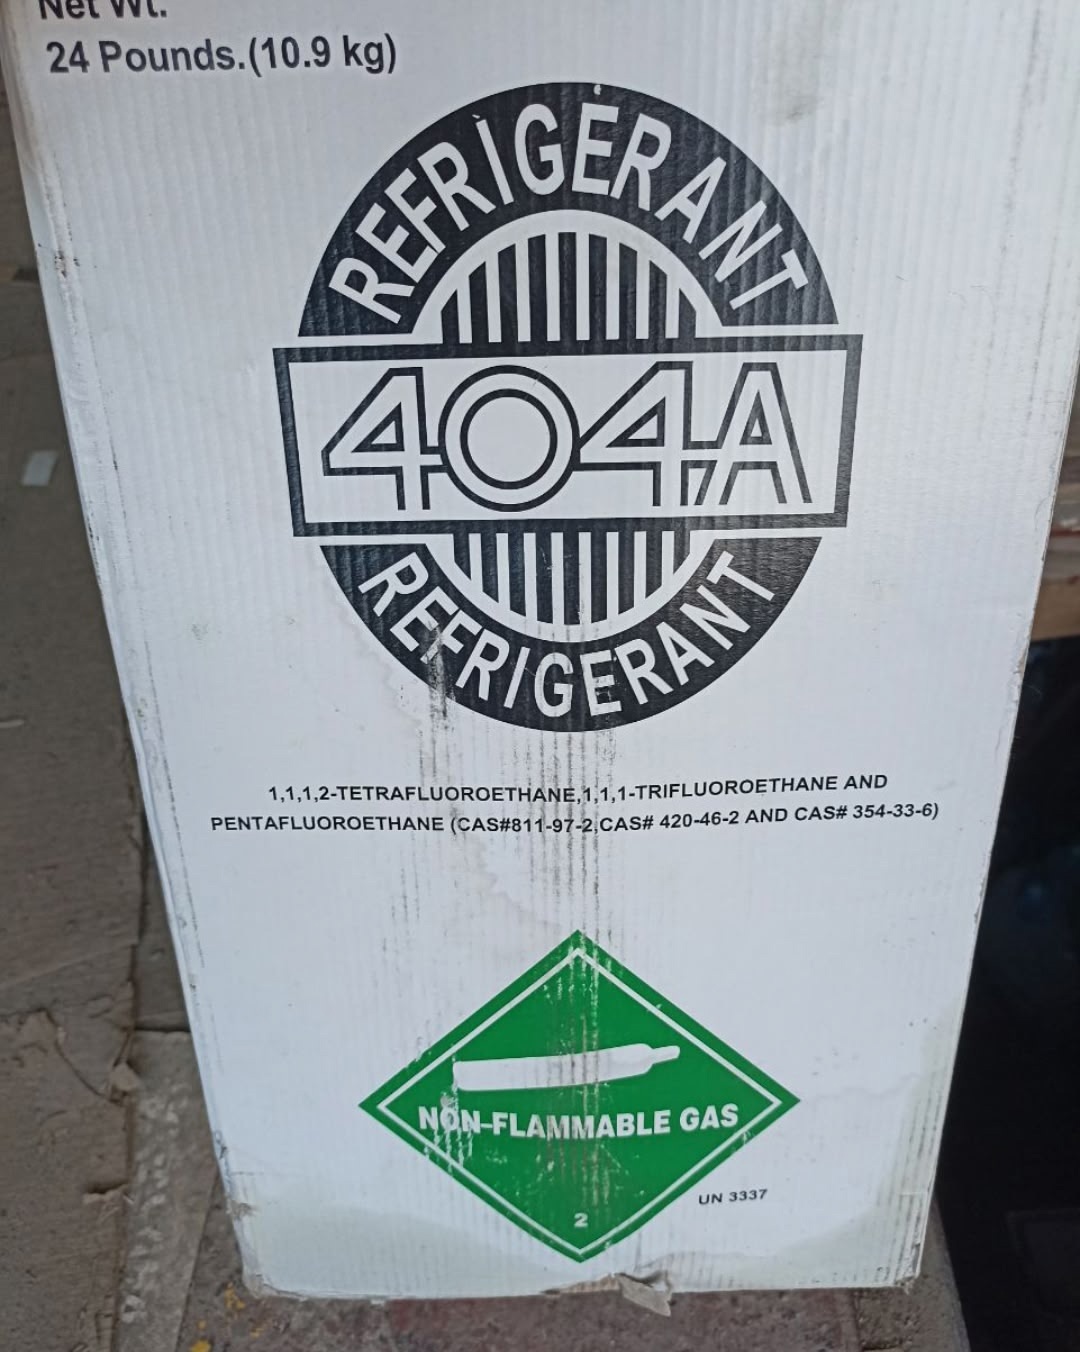 Net Wt.
24 Pounds.(10.9 kg)
REFRIGERANT
404A
REFRIGERANT
1,1,1,2-TETRAFLUOROETHANE,1,1,1-TRIFLUOROETHANE AND
PENTAFLUOROETHANE (CAS#811-97-2,CAS# 420-46-2 AND CAS# 354-33-6)
NON-FLAMMABLE GAS
UN 3337
2